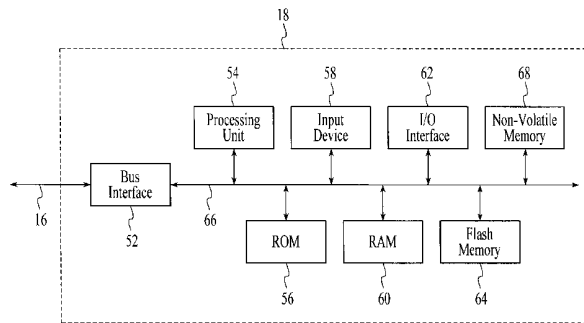 18
54
58
62
68
Processing
Unit
Input
Device
I/O
Interface
Non-Volatile
Memory
Bus
Interface
16
52
66
ROM
RAM
Flash
Memory
56
60
64